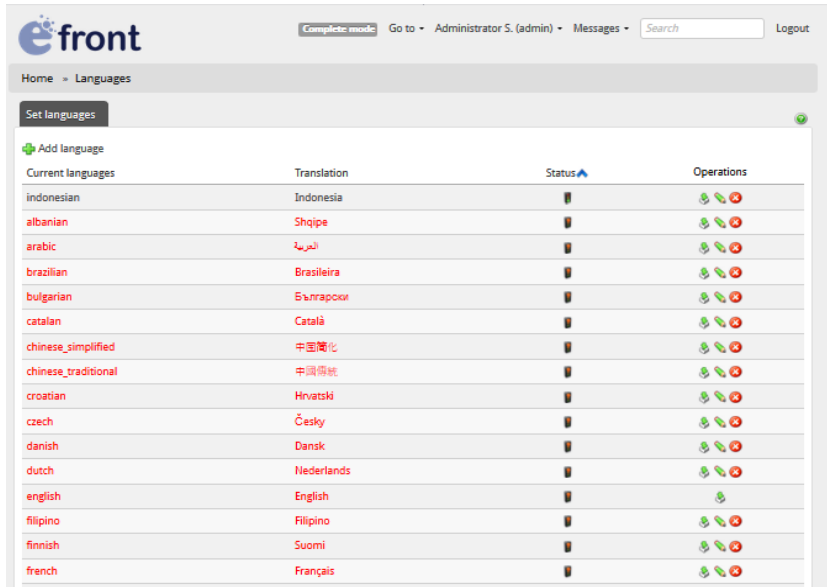 efront
Complete mode Go to Administrator S. (admin) Messages Search Logout
Home » Languages
Set languages
Add language
Current languages Translation Status Operations
indonesian Indonesia
albanian Shqipe
arabic العربية
brazilian Brasileira
bulgarian Български
catalan Català
chinese_simplified 中国简化
chinese_traditional 中國傳統
croatian Hrvatski
czech Česky
danish Dansk
dutch Nederlands
english English
filipino Filipino
finnish Suomi
french Français